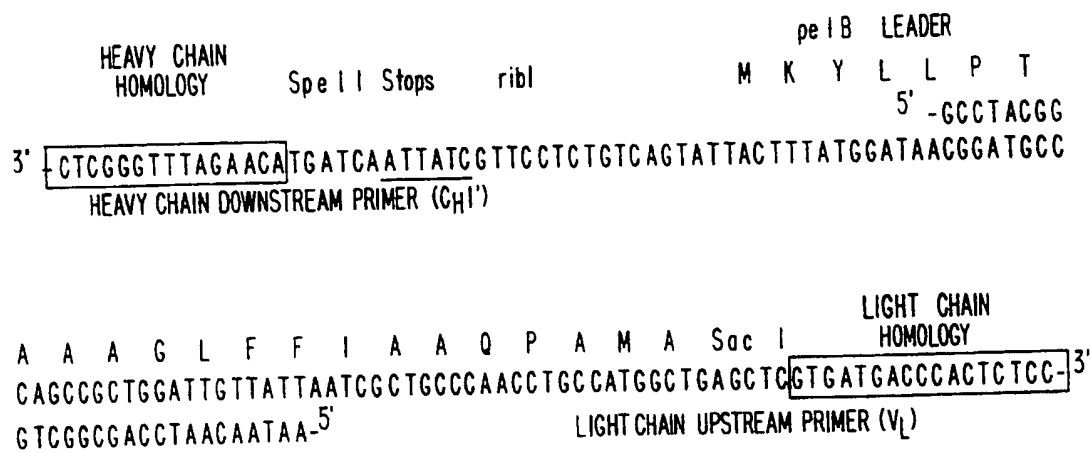 pelB LEADER
HEAVY CHAIN
HOMOLOGY
SpeII Stops ribl
M K Y L L P T
5' -GCCTACGG
3' -CTCGGGTTTAGAACATGATCAATTATCGTTCCTCTGTCAGTATTACTTTATGGATAACGGATGCC
HEAVY CHAIN DOWNSTREAM PRIMER (CHI')
LIGHT CHAIN
HOMOLOGY
A A A G L F F I A A Q P A M A Sac I
CAGCCGCTGGATTGTTATTAATCGCTGCCCAACCTGCCATGGCTGAGCTCGTGATGACCCACTCTCC-3'
GTCGGCGACCTAACAATAA-5'
LIGHT CHAIN UPSTREAM PRIMER (VL)